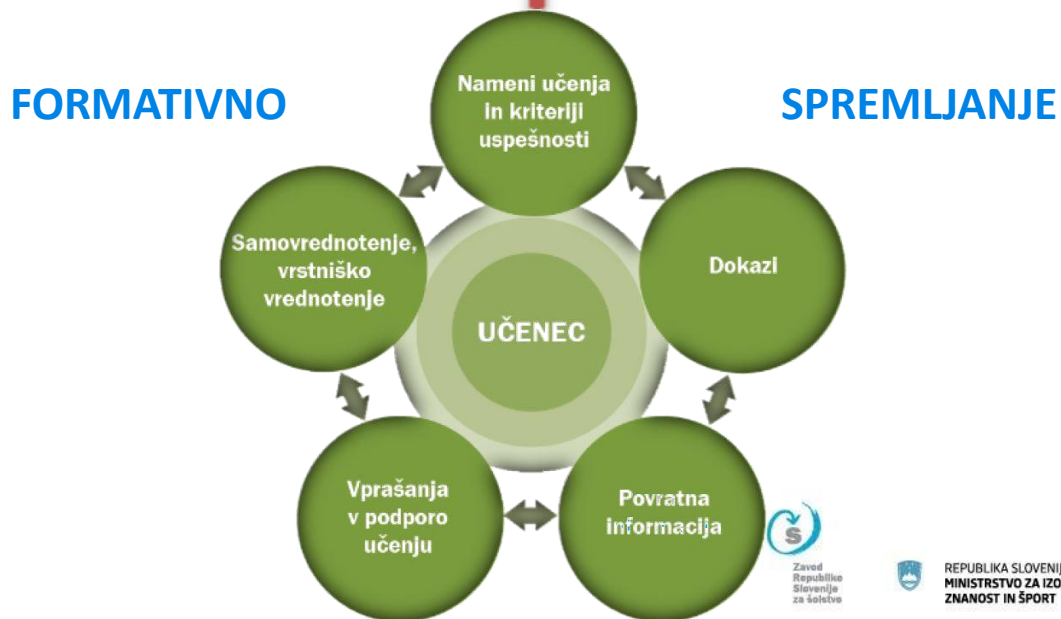 FORMATIVNO
SPREMLJANJE
Nameni učenja
in kriteriji
uspešnosti
Samovrednotenje,
vrstniško
vrednotenje
Dokazi
UČENEC
Vprašanja
v podporo
učenju
Povratna
informacija
Š
Zavod
Republike
Slovenije
za šolstvo
REPUBLIKA SLOVENIJ
MINISTRSTVO ZA IZO
ZNANOST IN ŠPORT